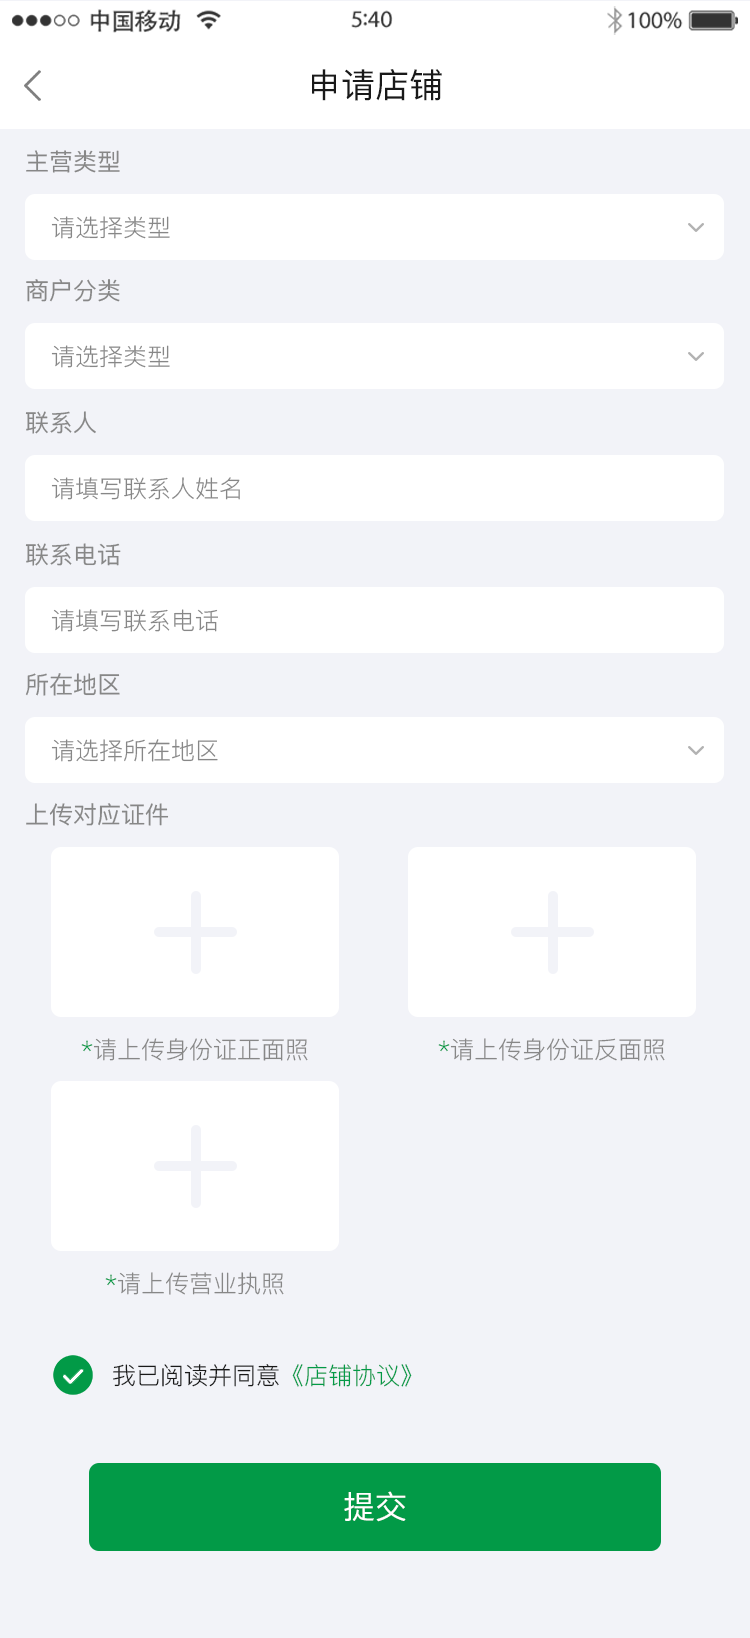 中国移动 5:40 100%
申请店铺
主营类型
请选择类型
商户分类
请选择类型
联系人
请填写联系人姓名
联系电话
请填写联系电话
所在地区
请选择所在地区
上传对应证件
*请上传身份证正面照 *请上传身份证反面照
*请上传营业执照
我已阅读并同意《店铺协议》
提交